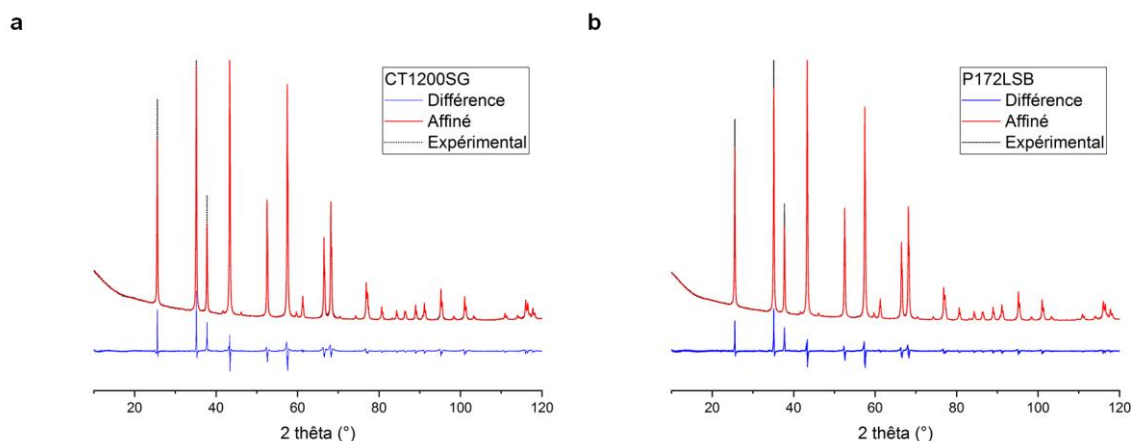 a
CT1200SG
Différence
Affiné
Expérimental
20
40
60
80
100
120
2 thêta (°)
b
P172LSB
Différence
Affiné
Expérimental
20
40
60
80
100
120
2 thêta (°)